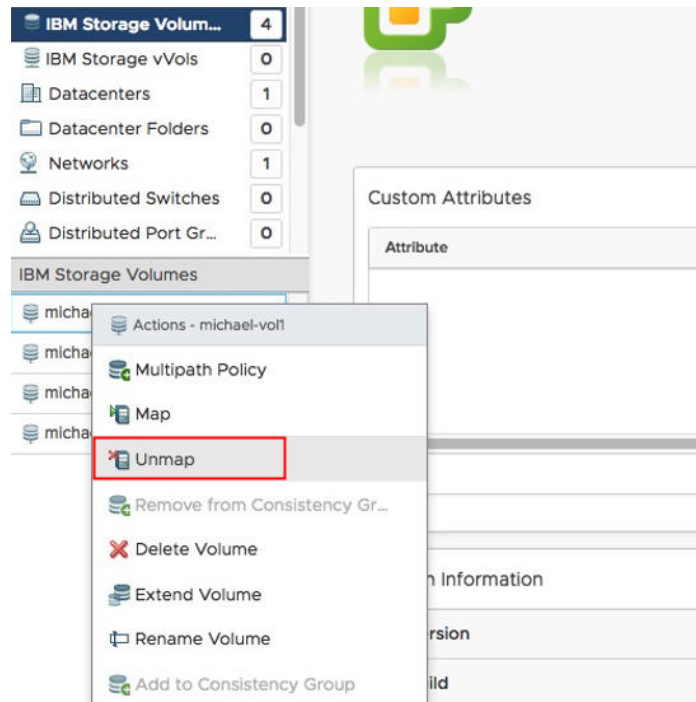 IBM Storage Volum... 4
IBM Storage vVols 0
Datacenters 1
Datacenter Folders 0
Networks 1
Distributed Switches 0
Distributed Port Gr... 0
IBM Storage Volumes
Actions - michael-vol1
Multipath Policy
Map
Unmap
Remove from Consistency Gr...
Delete Volume
Extend Volume
Rename Volume
Add to Consistency Group
Custom Attributes
Attribute
Information